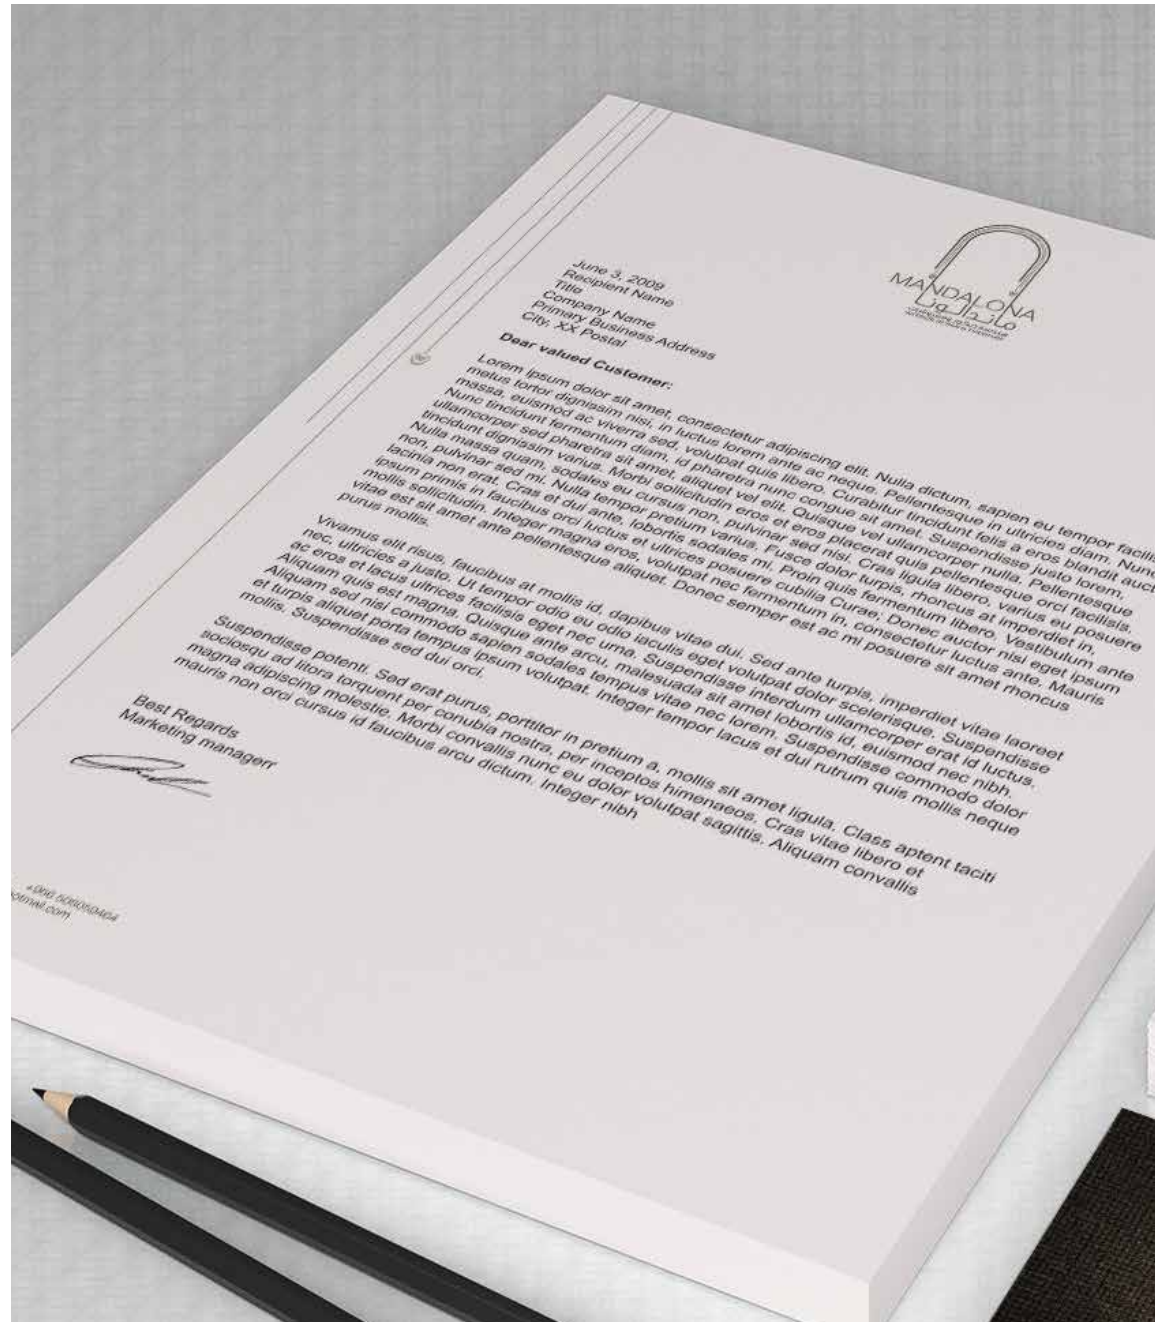 MANDALONA
ماندالونا
June 3, 2009
Recipient Name
Title
Company Name
Primary Business Address
City, XX Postal
Dear valued Customer:
Lorem ipsum dolor sit amet, consectetur adipiscing elit. Nulla dictum, sapien eu tempor facilis
metus tortor dignissim nisi, in luctus lorem ante ac neque. Pellentesque in ultricies diam. Nunc
massa, euismod ac viverra sed, volutpat quis libero. Curabitur tincidunt felis a eros blandit auct
Nunc tincidunt fermentum diam, id pharetra nunc congue sit amet. Suspendisse justo lorem,
ullamcorper sed pharetra sit amet, aliquet vel elit. Quisque vel ullamcorper nulla. Pellentesque
tincidunt dignissim varius. Morbi sollicitudin eros et eros placerat quis pellentesque orci facilisis.
Nulla massa quam, sodales eu cursus non, pulvinar sed nisi. Cras ligula libero, varius eu posuere
non, pulvinar sed mi. Nulla tempor pretium varius. Fusce dolor turpis, rhoncus at imperdiet in,
lacinia non erat. Cras et dui ante, lobortis sodales mi. Proin quis fermentum libero. Vestibulum ante
ipsum primis in faucibus orci luctus et ultrices posuere cubilia Curae; Donec auctor nisi eget ipsum
mollis sollicitudin. Integer magna eros, volutpat nec fermentum in, consectetur luctus ante. Mauris
vitae est sit amet ante pellentesque aliquet. Donec semper est ac mi posuere sit amet rhoncus
purus mollis.
Vivamus elit risus, faucibus at mollis id, dapibus vitae dui. Sed ante turpis, imperdiet vitae laoreet
nec, ultricies a justo. Ut tempor odio eu odio iaculis eget volutpat dolor scelerisque. Suspendisse
ac eros et lacus ultrices facilisis eget nec urna. Suspendisse interdum ullamcorper erat id luctus.
Aliquam quis est magna. Quisque ante arcu, malesuada sit amet lobortis id, euismod nec nibh.
Aliquam sed nisi commodo sapien sodales tempus vitae nec lorem. Suspendisse commodo dolor
et turpis aliquet porta tempus ipsum volutpat. Integer tempor lacus et dui rutrum quis mollis neque
mollis. Suspendisse sed dui orci.
Suspendisse potenti. Sed erat purus, porttitor in pretium a, mollis sit amet ligula. Class aptent taciti
sociosqu ad litora torquent per conubia nostra, per inceptos himenaeos. Cras vitae libero et
magna adipiscing molestie. Morbi convallis nunc eu dolor volutpat sagittis. Aliquam convallis
mauris non orci cursus id faucibus arcu dictum. Integer nibh
Best Regards
Marketing managerr
+966 506059464
otmail.com